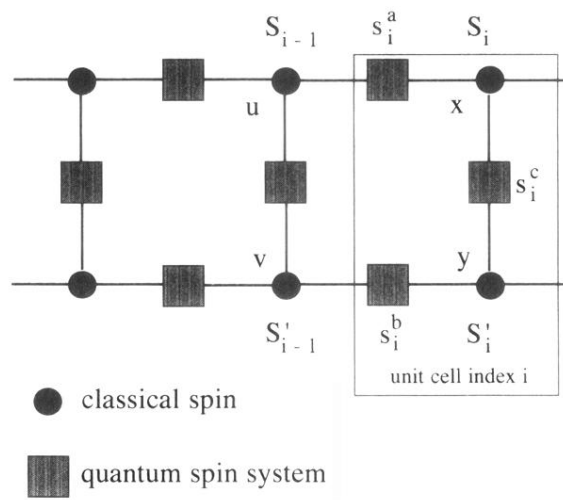 S_{i-1} s_i^a S_i
u x
s_i^c
v y
S'_{i-1} s_i^b S'_i
unit cell index i
classical spin
quantum spin system